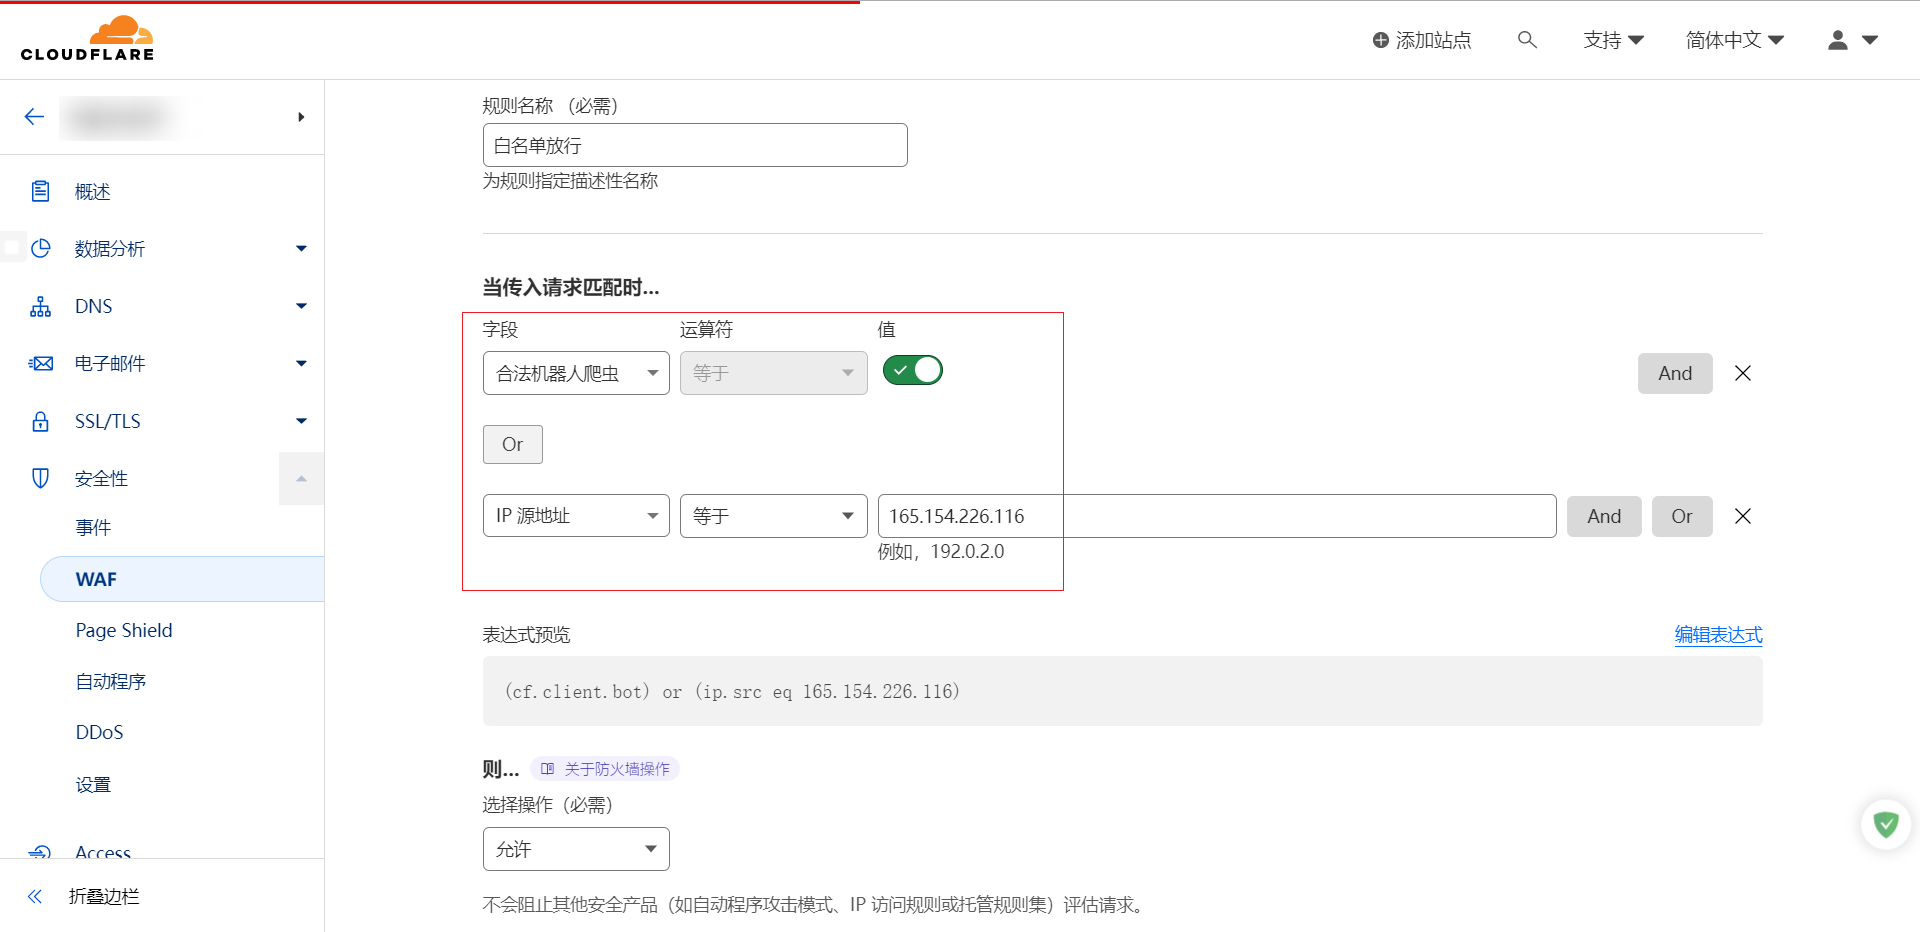 CLOUDFLARE
添加站点
支持
简体中文
概述
数据分析
DNS
电子邮件
SSL/TLS
安全性
事件
WAF
Page Shield
自动程序
DDoS
设置
Access
折叠边栏
规则名称 （必需）
白名单放行
为规则指定描述性名称
当传入请求匹配时...
字段 运算符 值
合法机器人爬虫 等于 And
Or
IP 源地址 等于 165.154.226.116 And Or
例如，192.0.2.0
表达式预览 编辑表达式
(cf.client.bot) or (ip.src eq 165.154.226.116)
则... 关于防火墙操作
选择操作（必需）
允许
不会阻止其他安全产品（如自动程序攻击模式、IP 访问规则或托管规则集）评估请求。